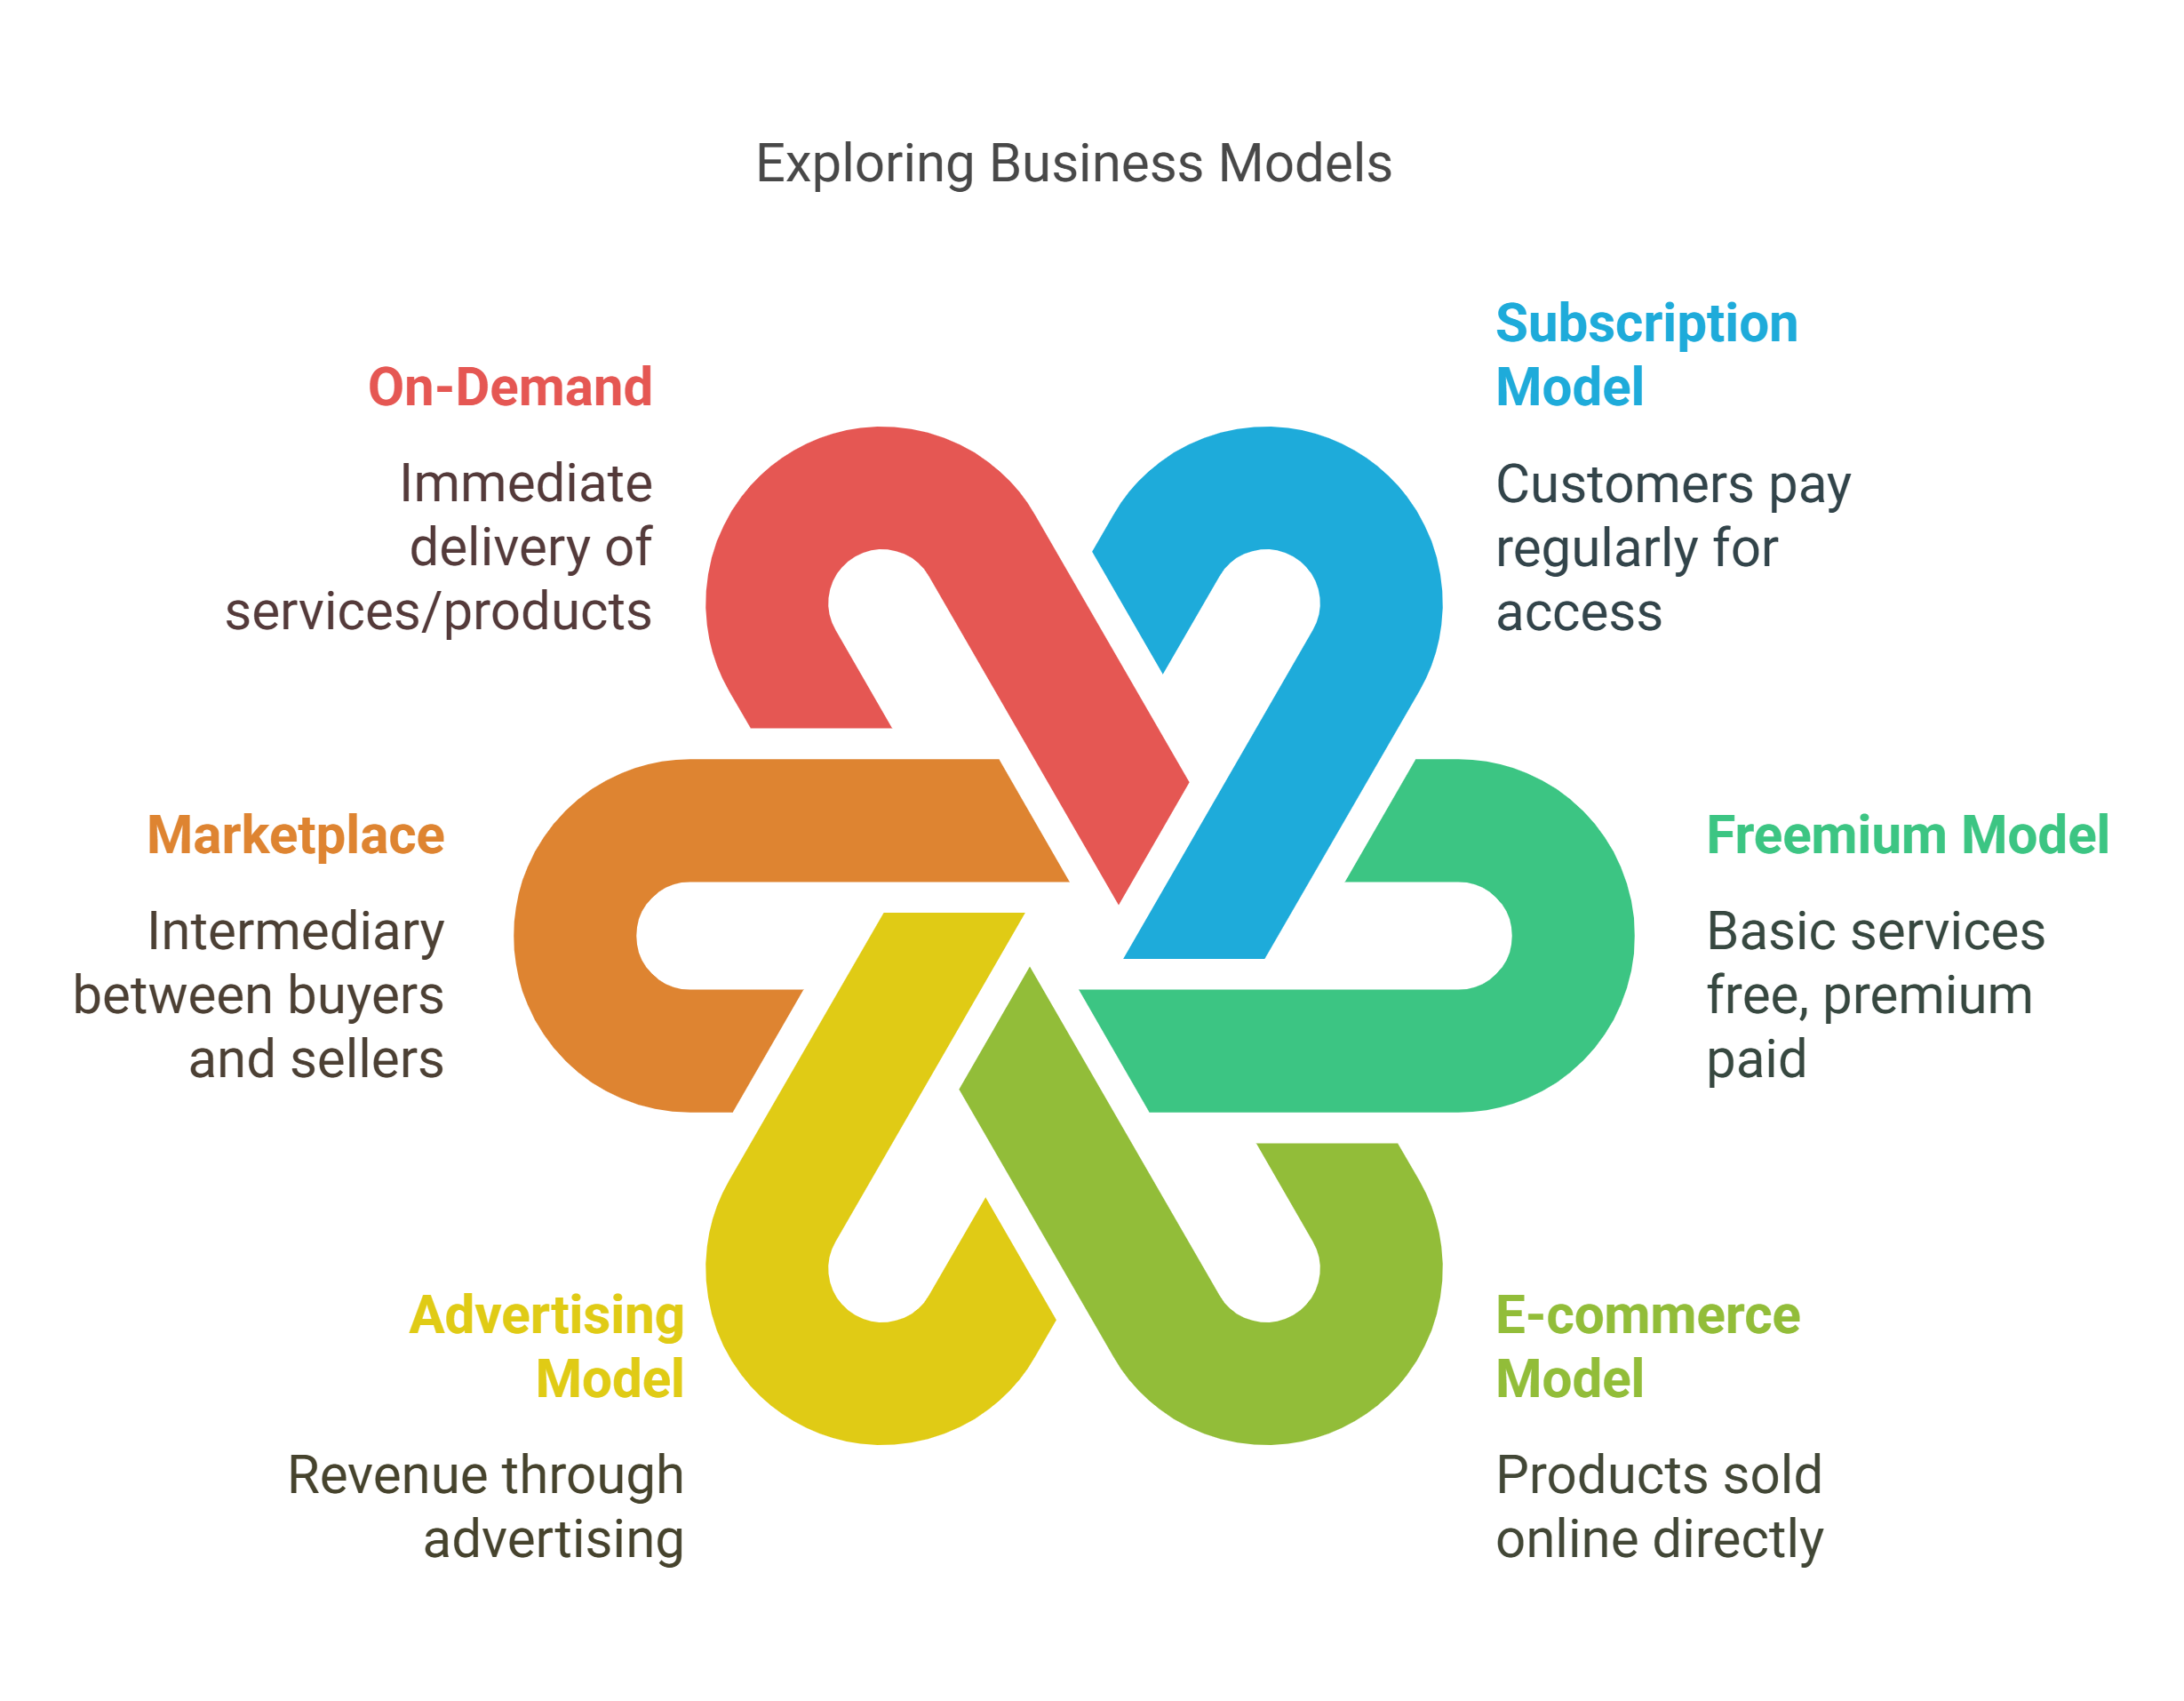 Exploring Business Models
On-Demand
Immediate
delivery of
services/products
Subscription
Model
Customers pay
regularly for
access
Marketplace
Intermediary
between buyers
and sellers
Freemium Model
Basic services
free, premium
paid
Advertising
Model
Revenue through
advertising
E-commerce
Model
Products sold
online directly